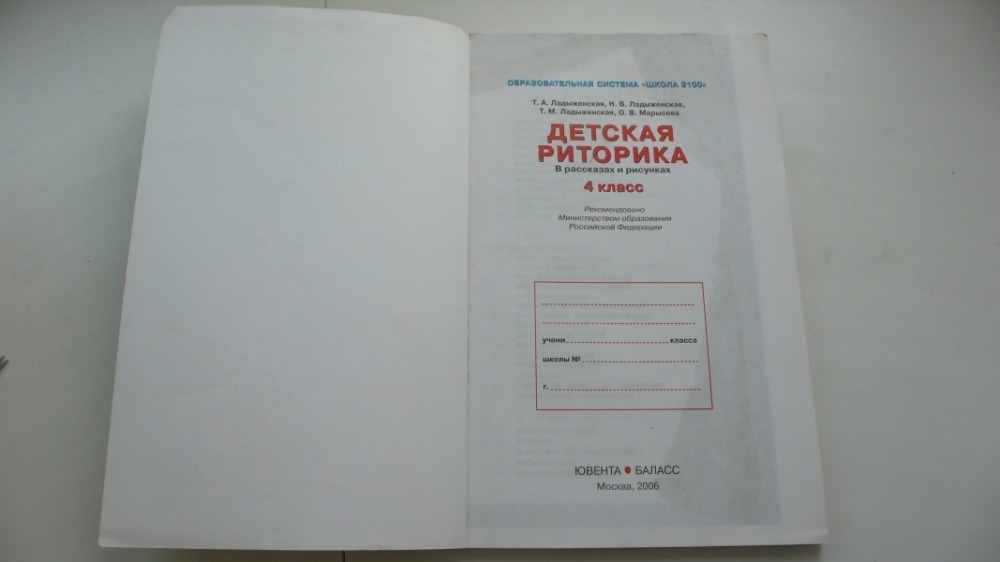 ОБРАЗОВАТЕЛЬНАЯ СИСТЕМА «ШКОЛА 2100»
Т. А. Ладыженская, Н. В. Ладыженская,
Т. М. Ладыженская, О. В. Марысева
ДЕТСКАЯ
РИТОРИКА
В рассказах и рисунках
4 класс
Рекомендовано
Министерством образования
Российской Федерации
учени класса
школы №
г.
ЮВЕНТА • БАЛАСС
Москва, 2006